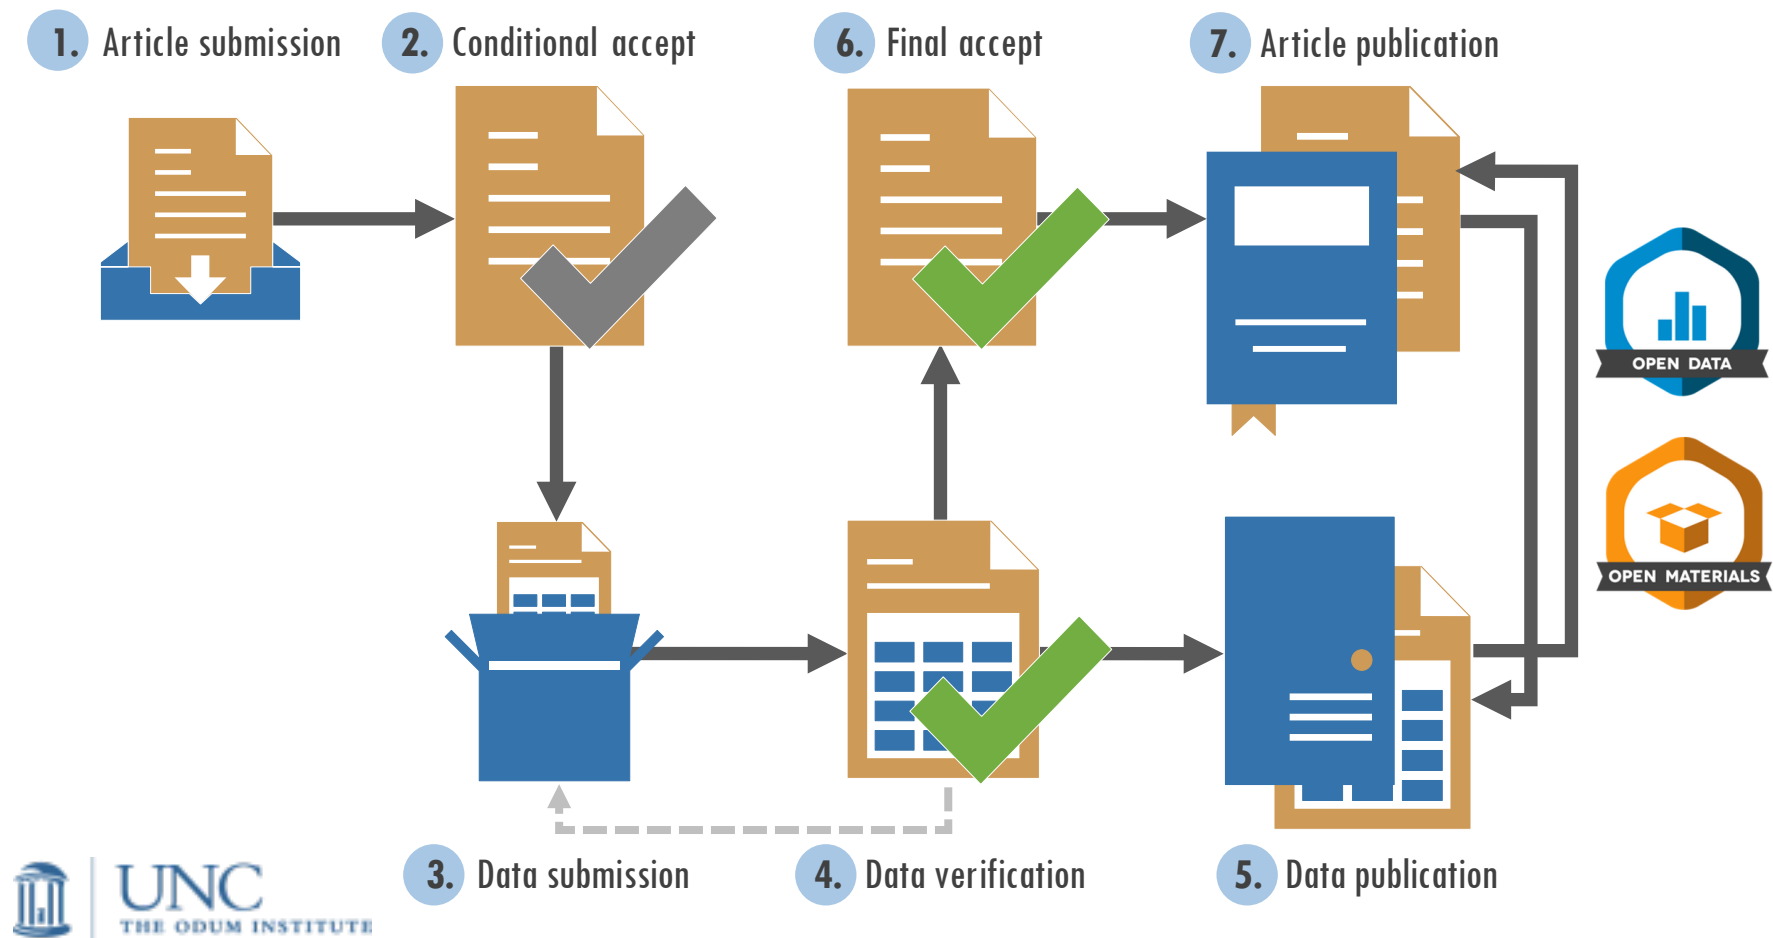 1. Article submission
2. Conditional accept
6. Final accept
7. Article publication
OPEN DATA
OPEN MATERIALS
3. Data submission
4. Data verification
5. Data publication
UNC
THE ODUM INSTITUTE